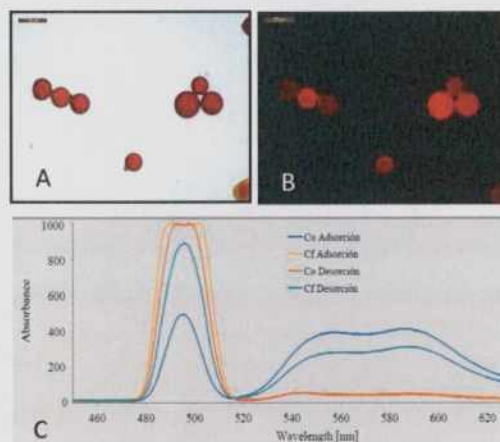 A
B
1000
800
600
400
200
0
Absorbance
Co Adsorción
Cf Adsorción
Co Desorción
Cf Desorción
460
480
500
520
540
560
580
600
620
Wavelength [nm]
C